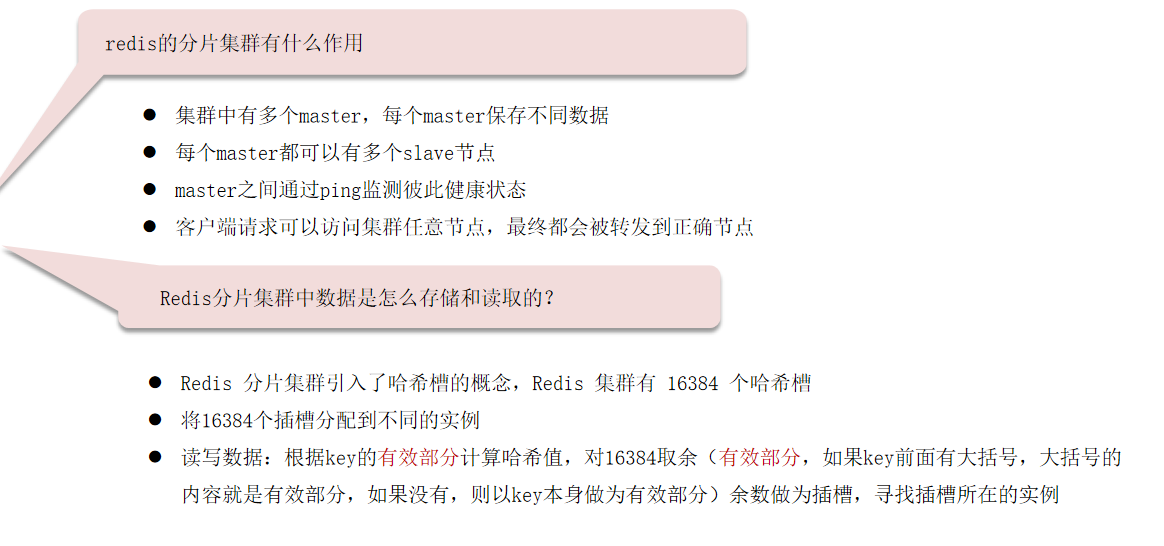 redis的分片集群有什么作用
集群中有多个master，每个master保存不同数据
每个master都可以有多个slave节点
master之间通过ping监测彼此健康状态
客户端请求可以访问集群任意节点，最终都会被转发到正确节点
Redis分片集群中数据是怎么存储和读取的？
Redis 分片集群引入了哈希槽的概念，Redis 集群有 16384 个哈希槽
将16384个插槽分配到不同的实例
读写数据：根据key的有效部分计算哈希值，对16384取余（有效部分，如果key前面有大括号，大括号的
内容就是有效部分，如果没有，则以key本身做为有效部分）余数做为插槽，寻找插槽所在的实例